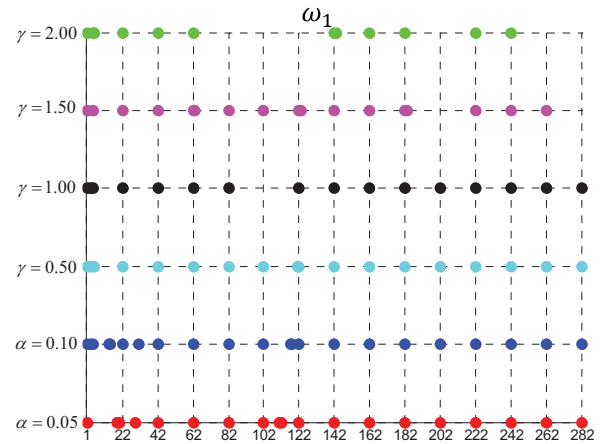 ω₁
γ = 2.00
γ = 1.50
γ = 1.00
γ = 0.50
α = 0.10
α = 0.05
1 22 42 62 82 102 122 142 162 182 202 222 242 262 282